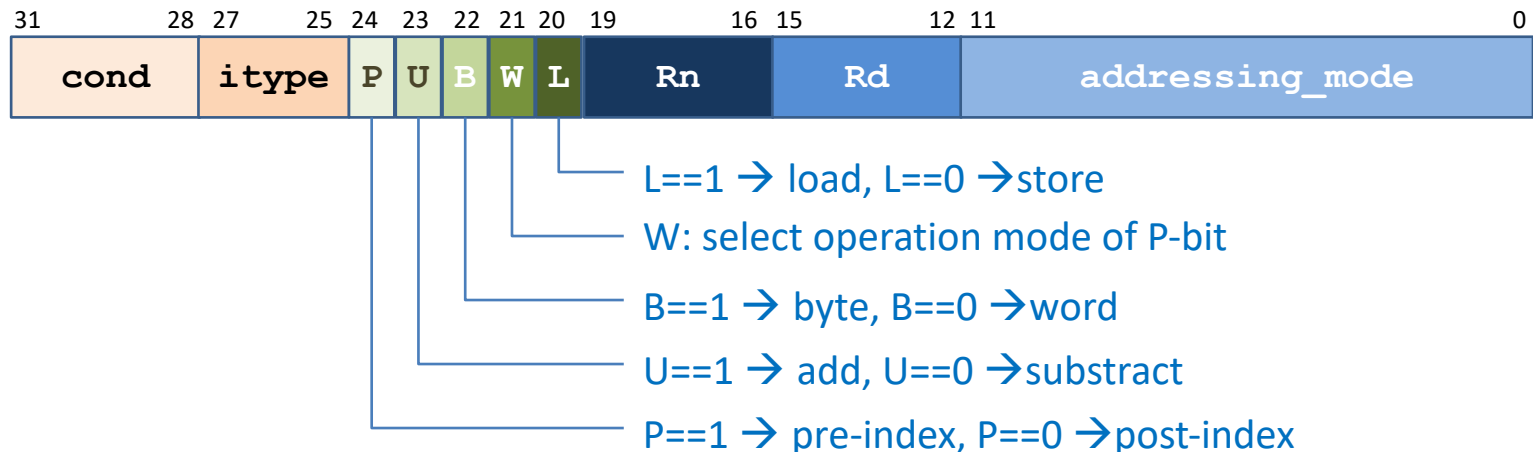 31 28 27 25 24 23 22 21 20 19 16 15 12 11 0
cond itype P U B W L Rn Rd addressing_mode
L==1 → load, L==0 →store
W: select operation mode of P-bit
B==1 → byte, B==0 →word
U==1 → add, U==0 →substract
P==1 → pre-index, P==0 →post-index